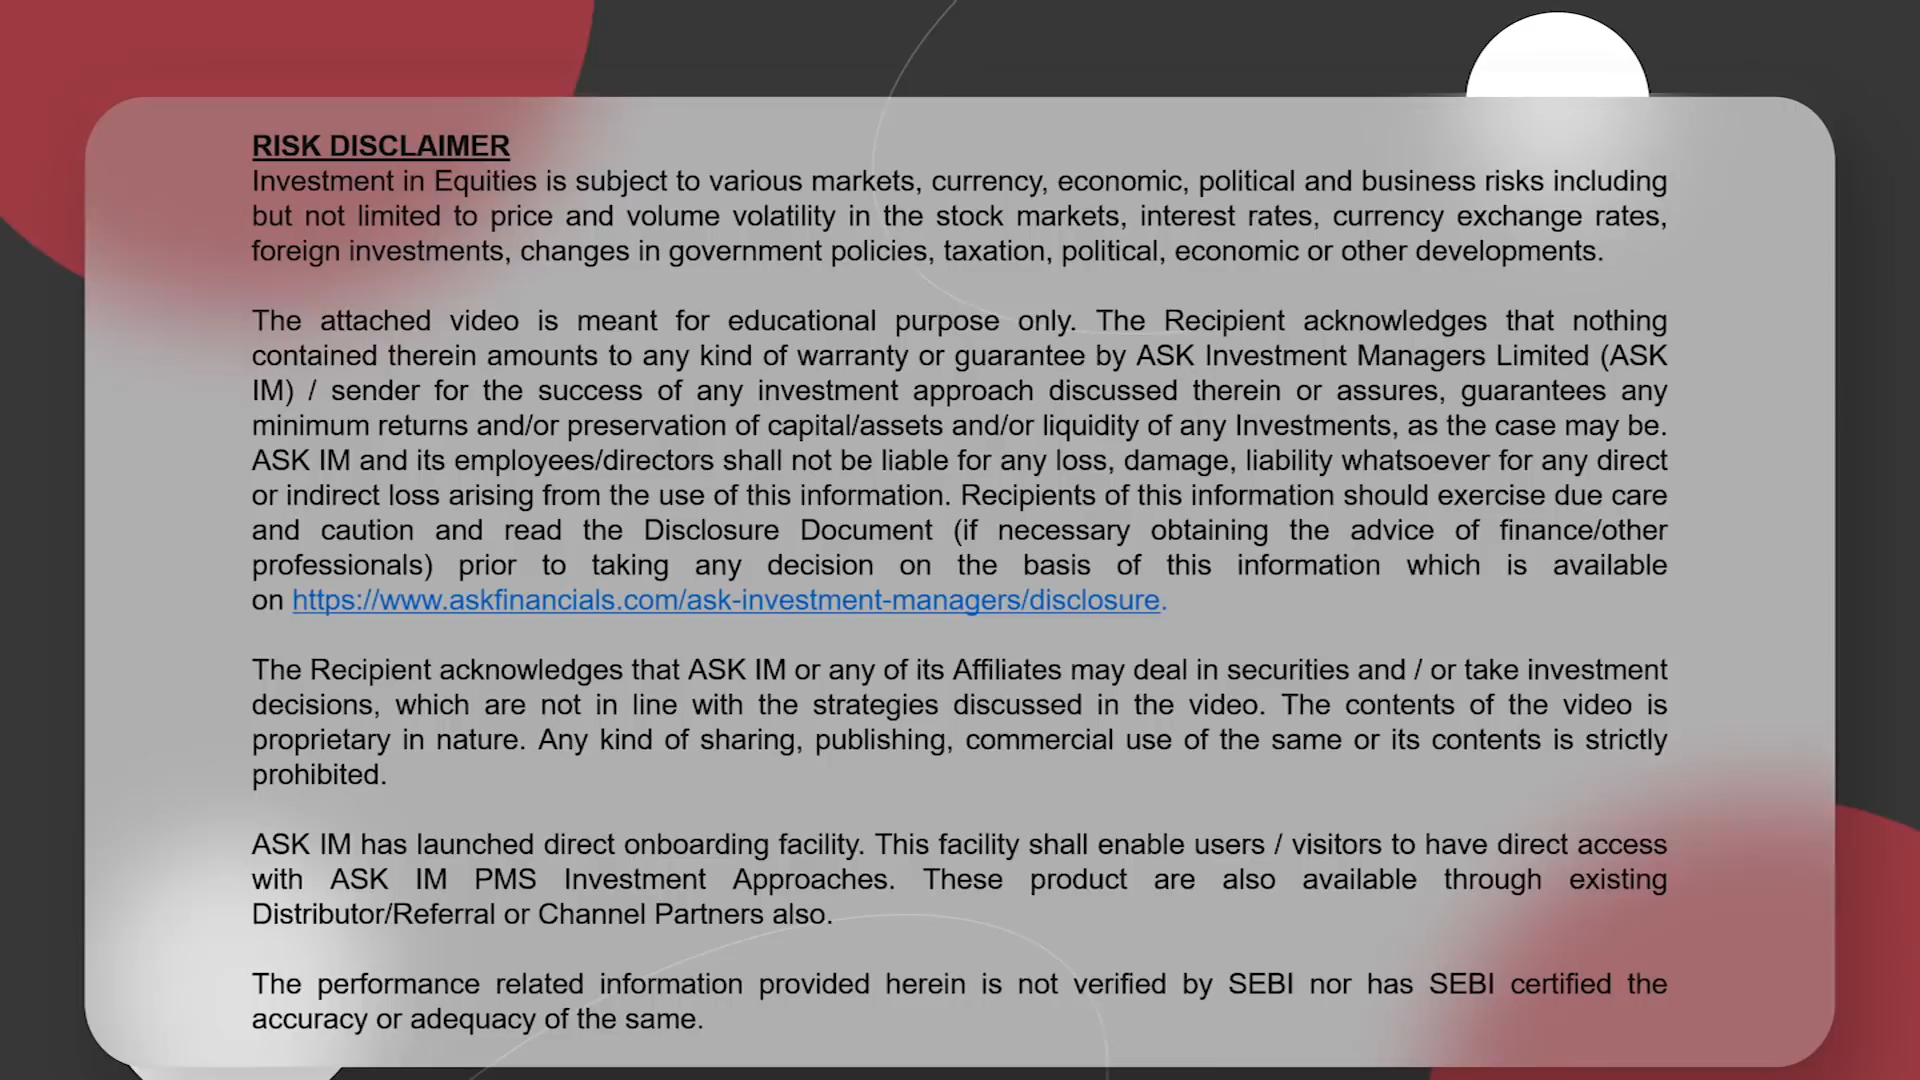 RISK DISCLAIMER
Investment in Equities is subject to various markets, currency, economic, political and business risks including
but not limited to price and volume volatility in the stock markets, interest rates, currency exchange rates,
foreign investments, changes in government policies, taxation, political, economic or other developments.
The attached video is meant for educational purpose only. The Recipient acknowledges that nothing
contained therein amounts to any kind of warranty or guarantee by ASK Investment Managers Limited (ASK
IM) / sender for the success of any investment approach discussed therein or assures, guarantees any
minimum returns and/or preservation of capital/assets and/or liquidity of any Investments, as the case may be.
ASK IM and its employees/directors shall not be liable for any loss, damage, liability whatsoever for any direct
or indirect loss arising from the use of this information. Recipients of this information should exercise due care
and caution and read the Disclosure Document (if necessary obtaining the advice of finance/other
professionals) prior to taking any decision on the basis of this information which is available
on https://www.askfinancials.com/ask-investment-managers/disclosure.
The Recipient acknowledges that ASK IM or any of its Affiliates may deal in securities and / or take investment
decisions, which are not in line with the strategies discussed in the video. The contents of the video is
proprietary in nature. Any kind of sharing, publishing, commercial use of the same or its contents is strictly
prohibited.
ASK IM has launched direct onboarding facility. This facility shall enable users / visitors to have direct access
with ASK IM PMS Investment Approaches. These product are also available through existing
Distributor/Referral or Channel Partners also.
The performance related information provided herein is not verified by SEBI nor has SEBI certified the
accuracy or adequacy of the same.